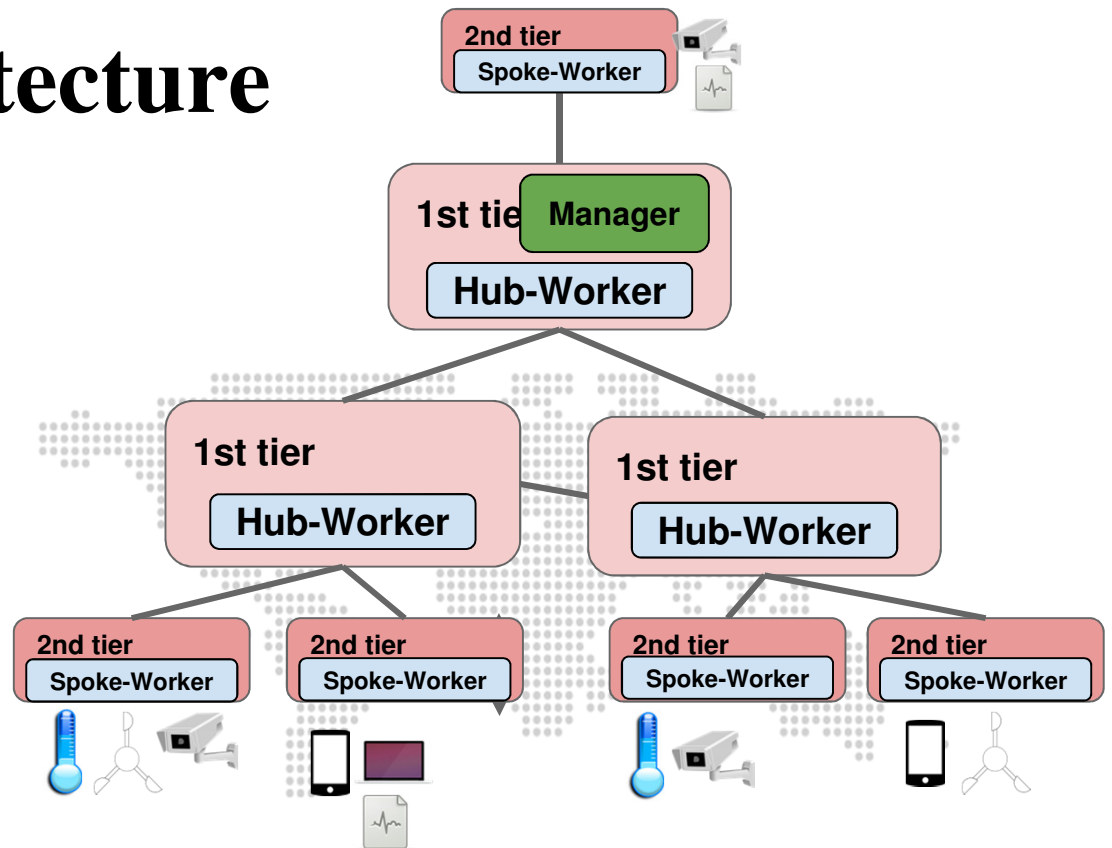 tecture
2nd tier
Spoke-Worker
1st tie
Manager
Hub-Worker
1st tier
Hub-Worker
1st tier
Hub-Worker
2nd tier
Spoke-Worker
2nd tier
Spoke-Worker
2nd tier
Spoke-Worker
2nd tier
Spoke-Worker